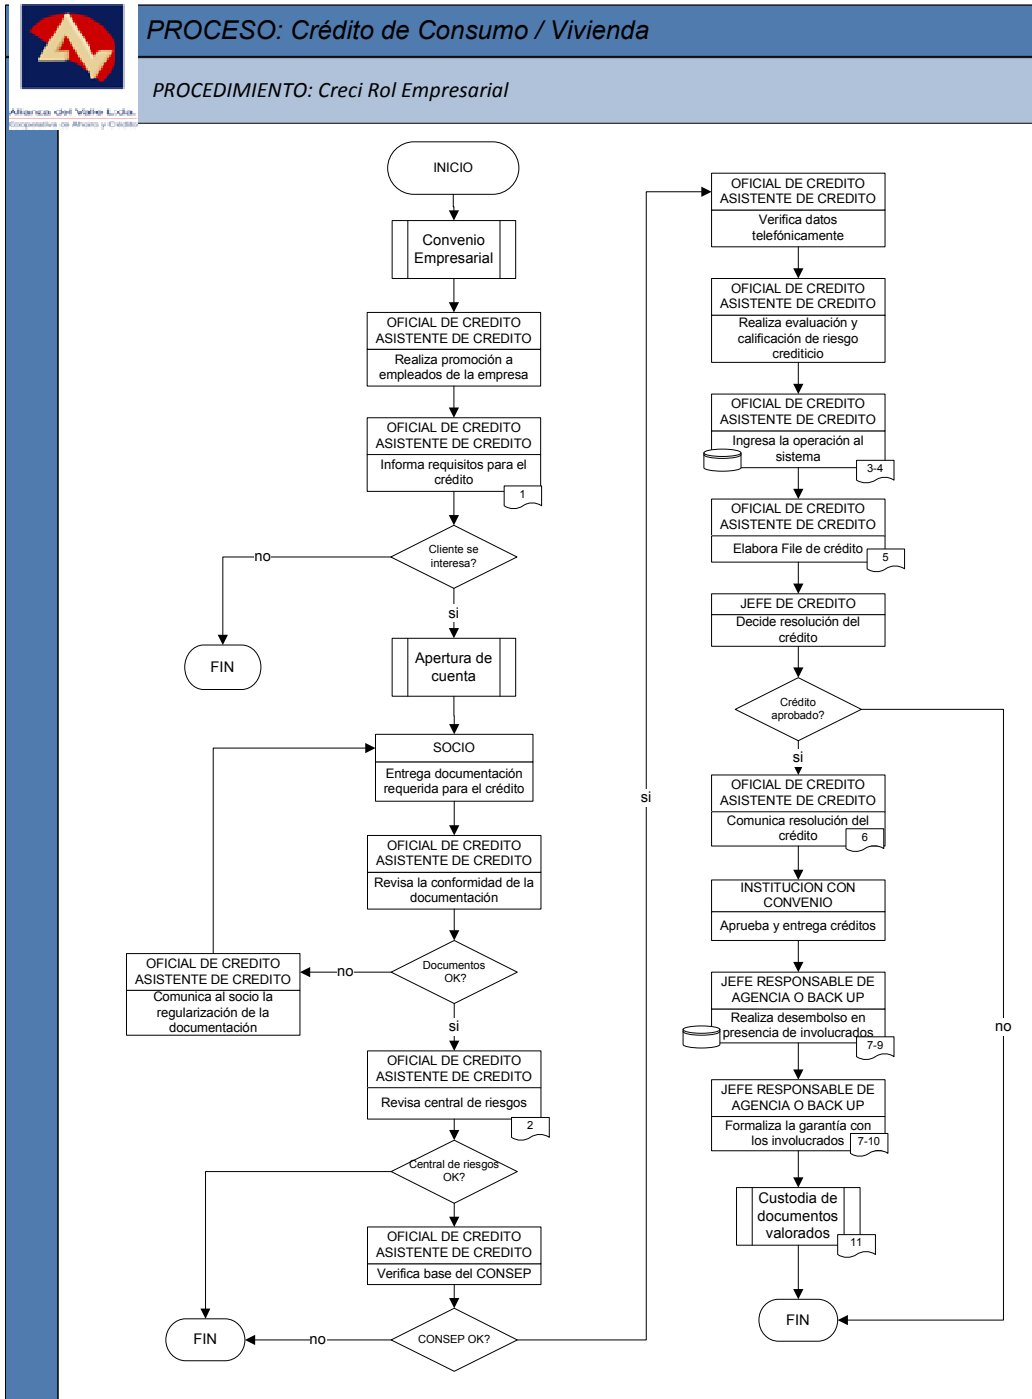 PROCESO: Crédito de Consumo / Vivienda
PROCEDIMIENTO: Creci Rol Empresarial
Alianza del Valle Ltda.
Cooperativa de Ahorro y Crédito
INICIO
Convenio
Empresarial
OFICIAL DE CREDITO
ASISTENTE DE CREDITO
Realiza promoción a
empleados de la empresa
OFICIAL DE CREDITO
ASISTENTE DE CREDITO
Informa requisitos para el
crédito
1
Cliente se
interesa?
no
FIN
si
Apertura de
cuenta
SOCIO
Entrega documentación
requerida para el crédito
OFICIAL DE CREDITO
ASISTENTE DE CREDITO
Revisa la conformidad de la
documentación
Documentos
OK?
no
OFICIAL DE CREDITO
ASISTENTE DE CREDITO
Comunica al socio la
regularización de la
documentación
si
OFICIAL DE CREDITO
ASISTENTE DE CREDITO
Revisa central de riesgos
2
Central de riesgos
OK?
OFICIAL DE CREDITO
ASISTENTE DE CREDITO
Verifica base del CONSEP
CONSEP OK?
no
FIN
si
OFICIAL DE CREDITO
ASISTENTE DE CREDITO
Verifica datos
telefónicamente
OFICIAL DE CREDITO
ASISTENTE DE CREDITO
Realiza evaluación y
calificación de riesgo
crediticio
OFICIAL DE CREDITO
ASISTENTE DE CREDITO
Ingresa la operación al
sistema
3-4
OFICIAL DE CREDITO
ASISTENTE DE CREDITO
Elabora File de crédito
5
JEFE DE CREDITO
Decide resolución del
crédito
Crédito
aprobado?
si
OFICIAL DE CREDITO
ASISTENTE DE CREDITO
Comunica resolución del
crédito
6
INSTITUCION CON
CONVENIO
Aprueba y entrega créditos
JEFE RESPONSABLE DE
AGENCIA O BACK UP
Realiza desembolso en
presencia de involucrados
7-9
no
JEFE RESPONSABLE DE
AGENCIA O BACK UP
Formaliza la garantía con
los involucrados
7-10
Custodia de
documentos
valorados
11
FIN